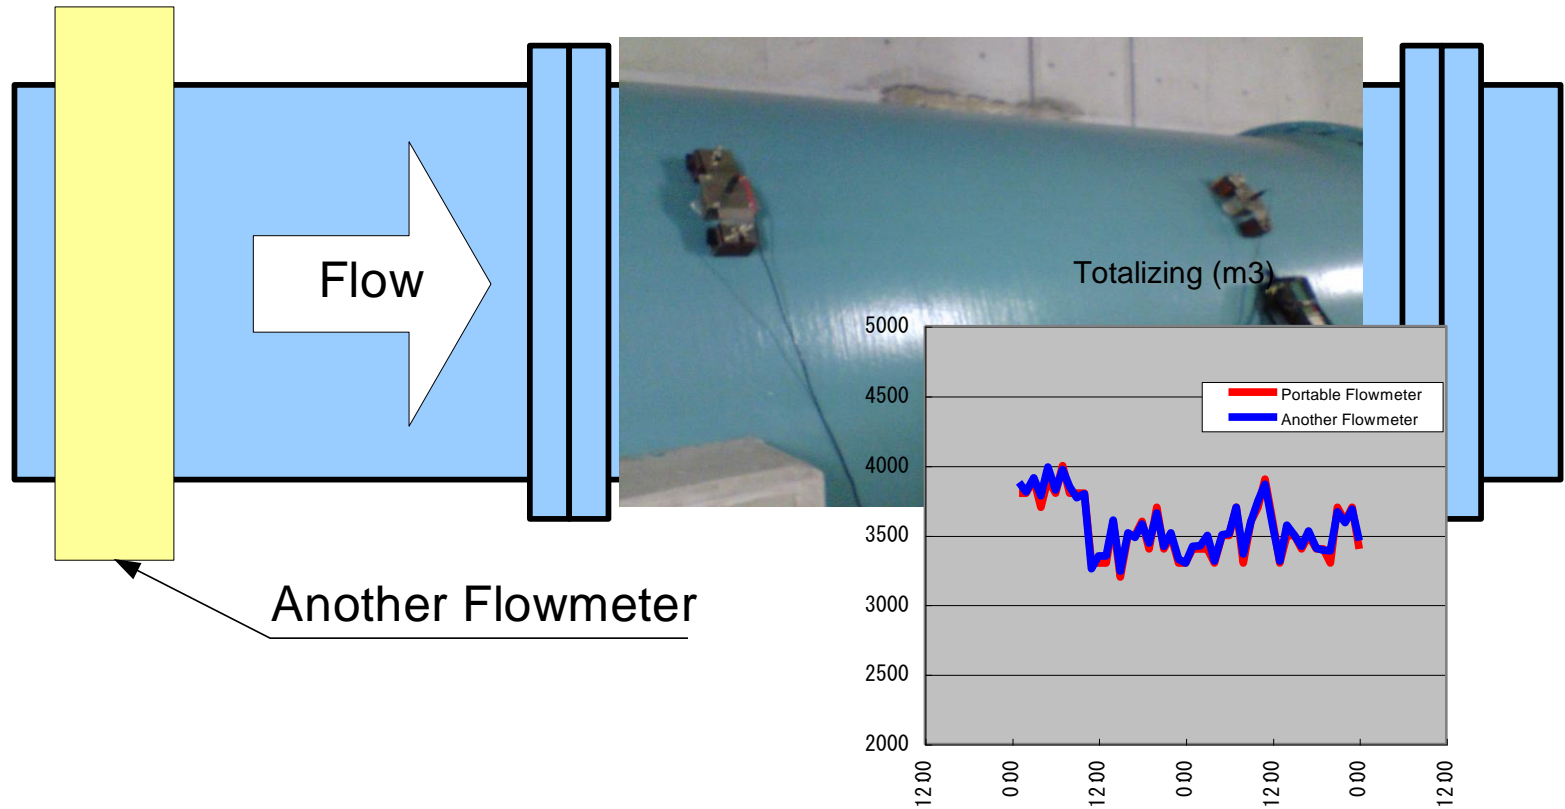 Flow
Another Flowmeter
Totalizing (m3)
5000
4500
4000
3500
3000
2500
2000
Portable Flowmeter
Another Flowmeter
12:00
0:00
12:00
0:00
12:00
0:00
12:00